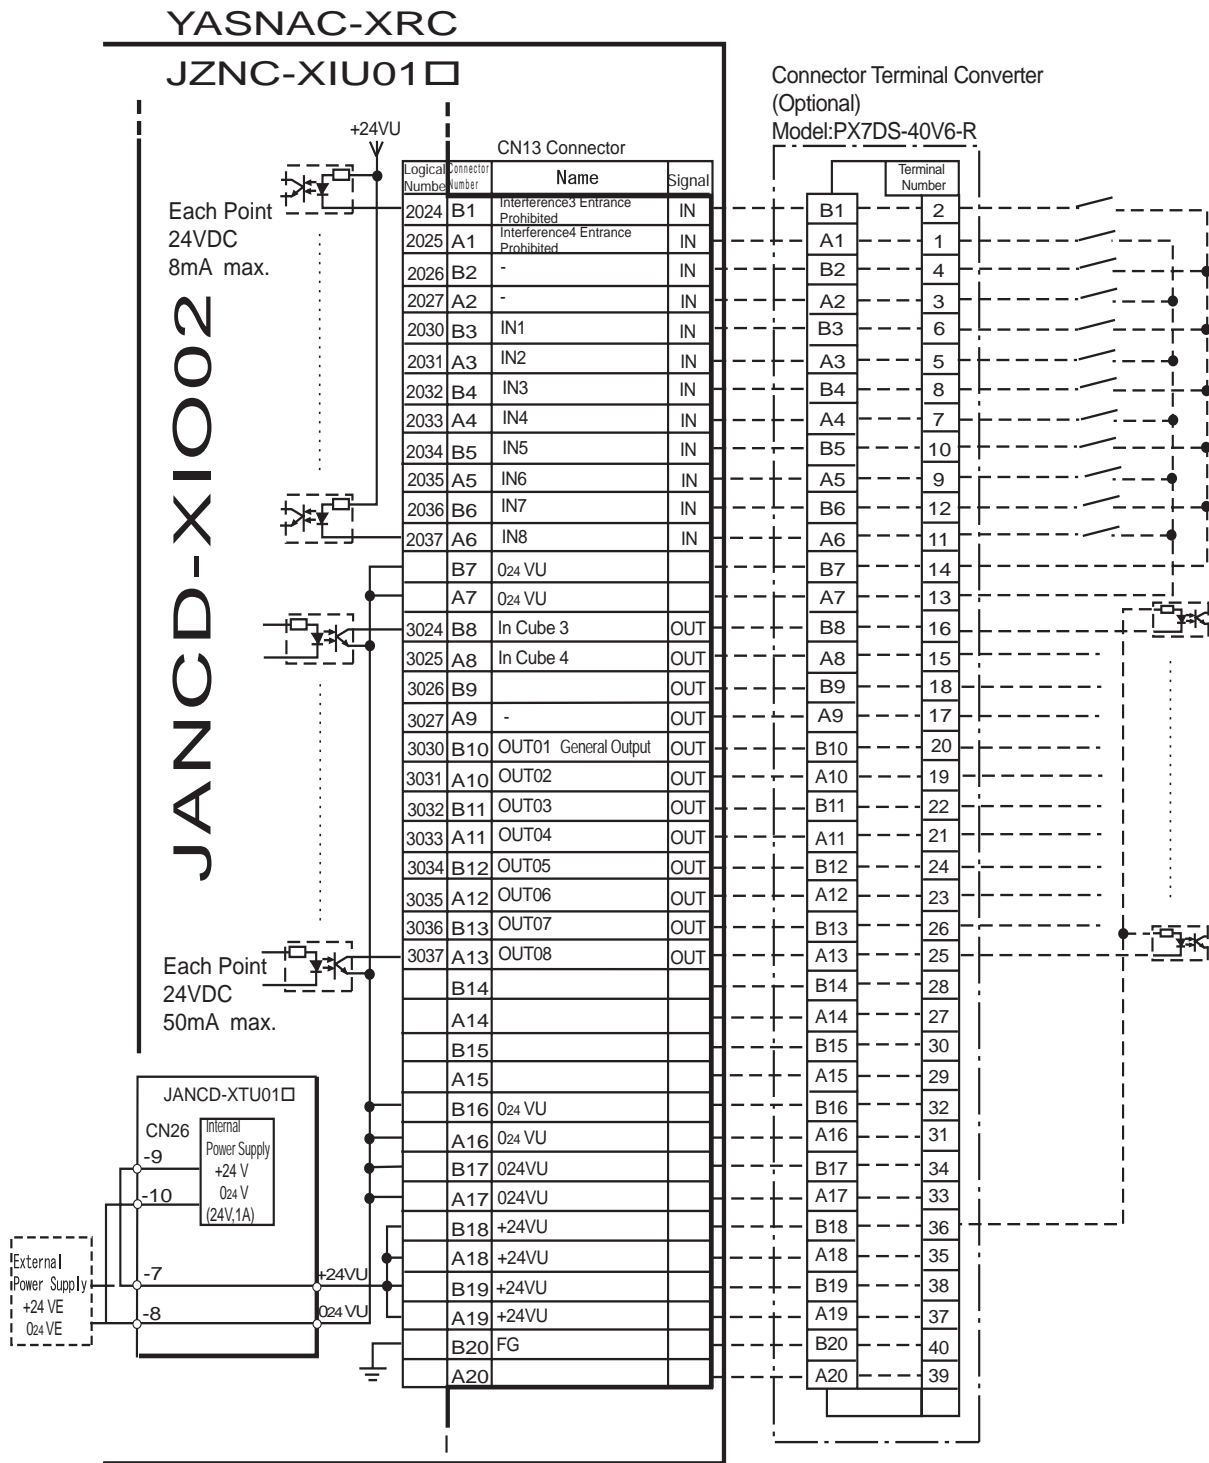 YASNAC-XRC
JZNC-XIU01□
Connector Terminal Converter
(Optional)
Model:PX7DS-40V6-R
+24VU
CN13 Connector
Logical Numbe Connector Number Name Signal Terminal Number
Each Point
24VDC
8mA max.
JANCD-XIO02
2024 B1 Interference3 Entrance Prohibited IN B1 2
2025 A1 Interference4 Entrance Prohibited IN A1 1
2026 B2 - IN B2 4
2027 A2 - IN A2 3
2030 B3 IN1 IN B3 6
2031 A3 IN2 IN A3 5
2032 B4 IN3 IN B4 8
2033 A4 IN4 IN A4 7
2034 B5 IN5 IN B5 10
2035 A5 IN6 IN A5 9
2036 B6 IN7 IN B6 12
2037 A6 IN8 IN A6 11
B7 024 VU B7 14
A7 024 VU A7 13
3024 B8 In Cube 3 OUT B8 16
3025 A8 In Cube 4 OUT A8 15
3026 B9 OUT B9 18
3027 A9 - OUT A9 17
3030 B10 OUT01 General Output OUT B10 20
3031 A10 OUT02 OUT A10 19
3032 B11 OUT03 OUT B11 22
3033 A11 OUT04 OUT A11 21
3034 B12 OUT05 OUT B12 24
3035 A12 OUT06 OUT A12 23
3036 B13 OUT07 OUT B13 26
3037 A13 OUT08 OUT A13 25
Each Point
24VDC
50mA max.
B14 B14 28
A14 A14 27
B15 B15 30
A15 A15 29
B16 024 VU B16 32
A16 024 VU A16 31
B17 024VU B17 34
A17 024VU A17 33
B18 +24VU B18 36
A18 +24VU A18 35
B19 +24VU B19 38
A19 +24VU A19 37
B20 FG B20 40
A20 A20 39
JANCD-XTU01□
CN26
-9
-10
-7
-8
Internal
Power Supply
+24 V
024 V
(24V,1A)
+24VU
024 VU
External
Power Supply
+24 VE
024 VE